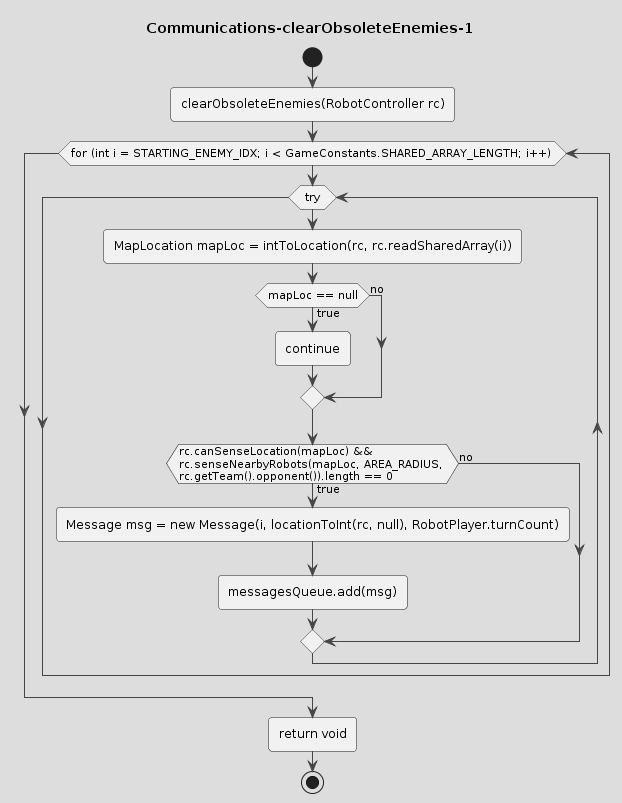 Communications-clearObsoleteEnemies-1
clearObsoleteEnemies(RobotController rc)
for (int i = STARTING_ENEMY_IDX; i < GameConstants.SHARED_ARRAY_LENGTH; i++)
try
MapLocation mapLoc = intToLocation(rc, rc.readSharedArray(i))
mapLoc == null
no
true
continue
rc.canSenseLocation(mapLoc) &&
rc.senseNearbyRobots(mapLoc, AREA_RADIUS,
rc.getTeam().opponent()).length == 0
no
true
Message msg = new Message(i, locationToInt(rc, null), RobotPlayer.turnCount)
messagesQueue.add(msg)
return void